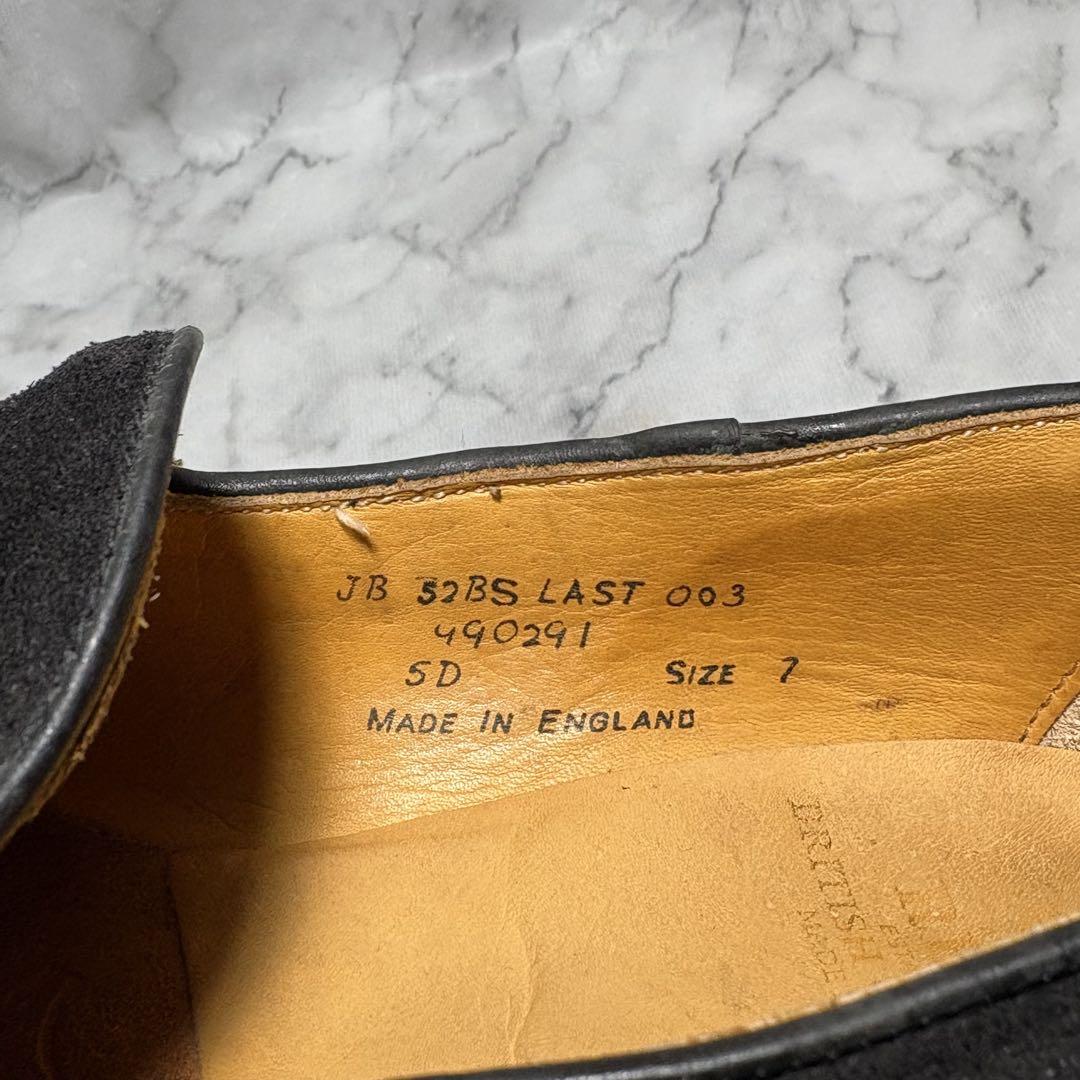 JB 52BS LAST 003
490291
5D SIZE 7
MADE IN ENGLAND
BRITISH
MADE